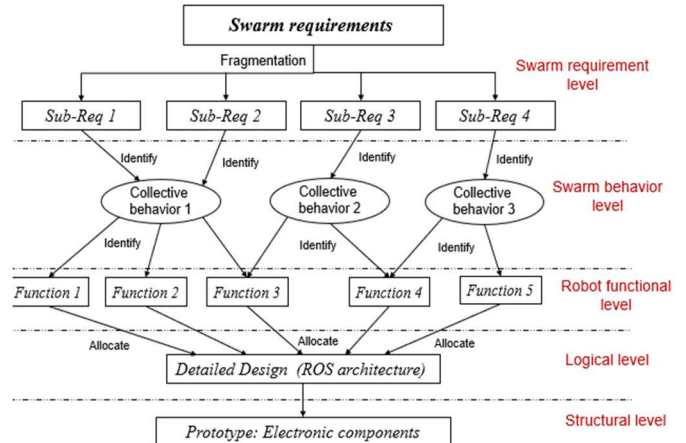 Swarm requirements
Fragmentation
Swarm requirement
level
Sub-Req 1
Sub-Req 2
Sub-Req 3
Sub-Req 4
Identify
Identify
Identify
Identify
Collective
behavior 1
Collective
behavior 2
Collective
behavior 3
Swarm behavior
level
Identify
Identify
Identify
Function 1
Function 2
Function 3
Function 4
Function 5
Robot functional
level
Allocate
Allocate
Allocate
Detailed Design (ROS architecture)
Logical level
Prototype: Electronic components
Structural level